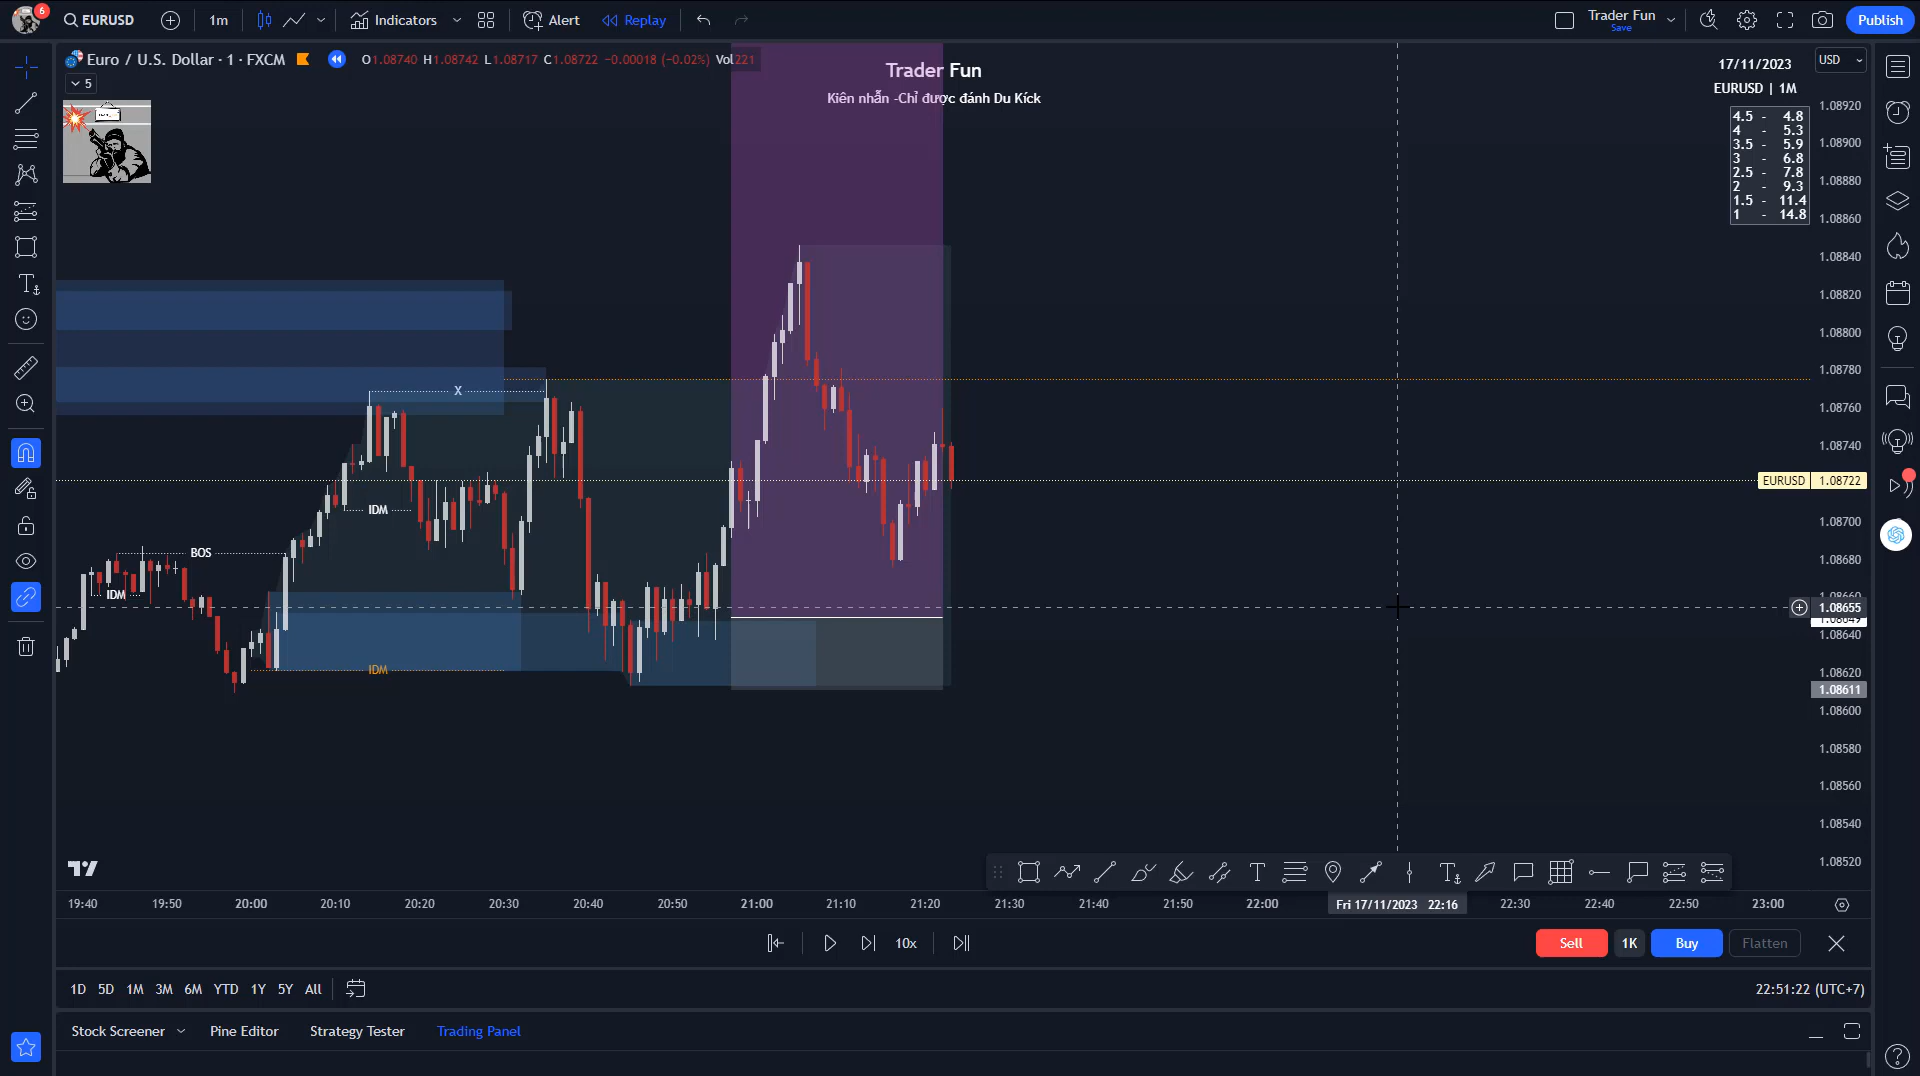 6
EURUSD
1m
Indicators
Alert
Replay
Trader Fun
Save
Publish
Euro / U.S. Dollar · 1 · FXCM
O1.08740 H1.08742 L1.08717 C1.08722 −0.00018 (−0.02%) Vol221
5
Trader Fun
Kiên nhẫn -Chỉ được đánh Du Kích
17/11/2023
EURUSD | 1M
USD
4.5 - 4.8
4 - 5.3
3.5 - 5.9
3 - 6.8
2.5 - 7.8
2 - 9.3
1.5 - 11.4
1 - 14.8
1.08920
1.08900
1.08880
1.08860
1.08840
1.08820
1.08800
1.08780
1.08760
1.08740
EURUSD 1.08722
1.08700
1.08680
1.08660
1.08655
1.08649
1.08640
1.08620
1.08611
1.08600
1.08580
1.08560
1.08540
1.08520
X
IDM
BOS
IDM
IDM
19:40 19:50 20:00 20:10 20:20 20:30 20:40 20:50 21:00 21:10 21:20 21:30 21:40 21:50 22:00 Fri 17/11/2023 22:16 22:30 22:40 22:50 23:00
10x
Sell 1K Buy Flatten
1D 5D 1M 3M 6M YTD 1Y 5Y All
22:51:22 (UTC+7)
Stock Screener Pine Editor Strategy Tester Trading Panel